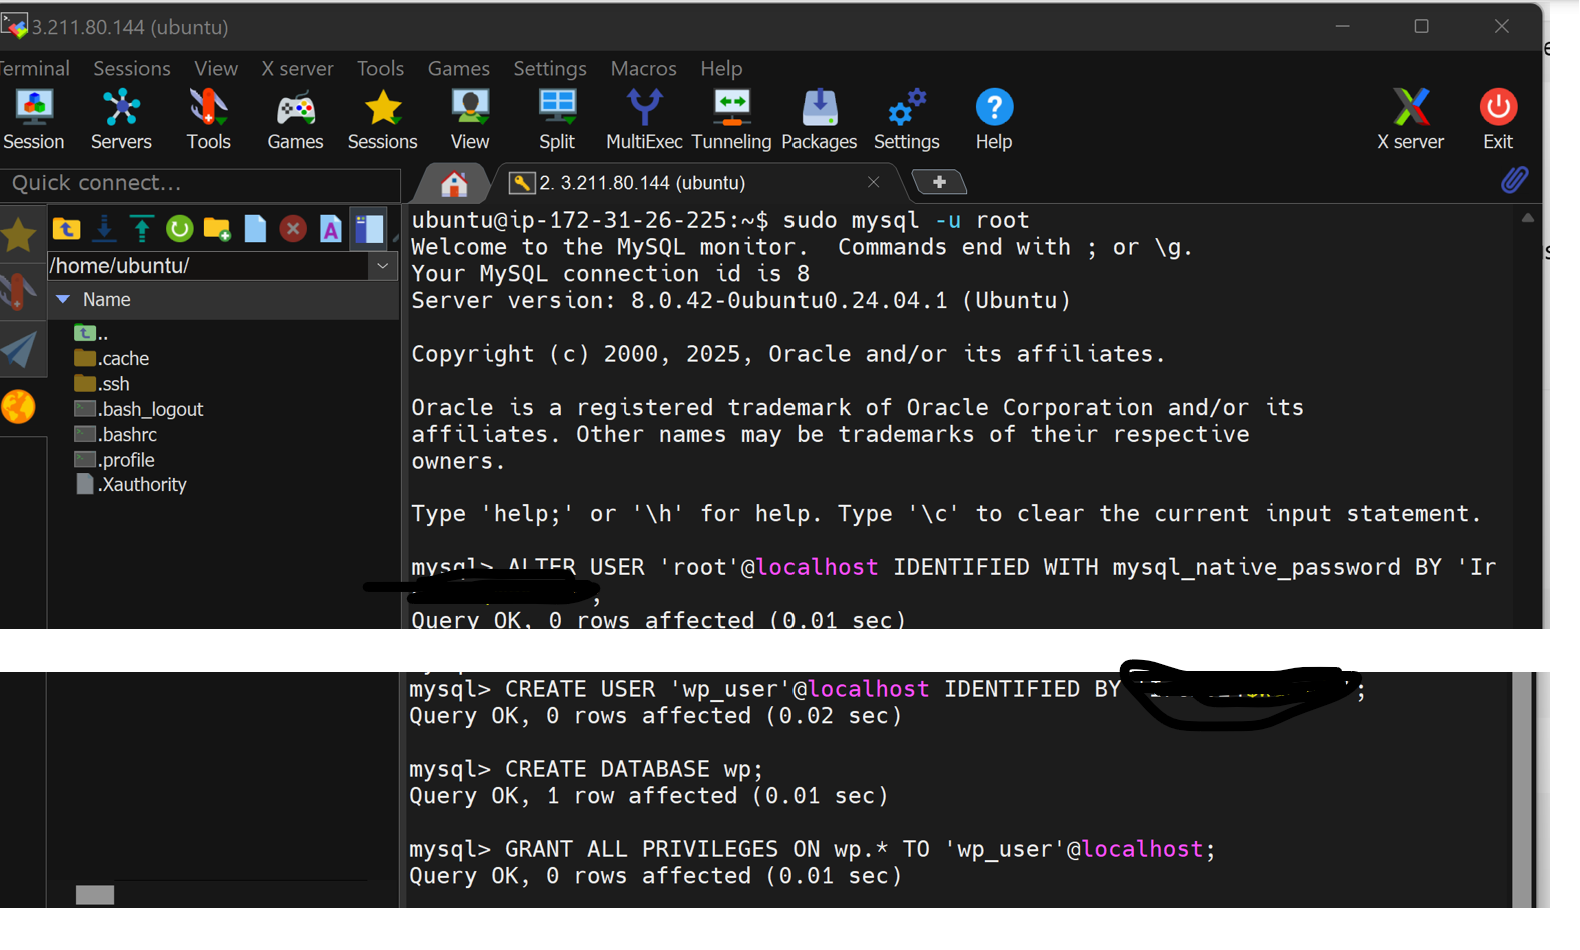 3.211.80.144 (ubuntu)
Terminal Sessions View X server Tools Games Settings Macros Help
Session Servers Tools Games Sessions View Split MultiExec Tunneling Packages Settings Help X server Exit
Quick connect...
2. 3.211.80.144 (ubuntu)
/home/ubuntu/
Name
..
.cache
.ssh
.bash_logout
.bashrc
.profile
.Xauthority
ubuntu@ip-172-31-26-225:~$ sudo mysql -u root
Welcome to the MySQL monitor.  Commands end with ; or \g.
Your MySQL connection id is 8
Server version: 8.0.42-0ubuntu0.24.04.1 (Ubuntu)
Copyright (c) 2000, 2025, Oracle and/or its affiliates.
Oracle is a registered trademark of Oracle Corporation and/or its
affiliates. Other names may be trademarks of their respective
owners.
Type 'help;' or '\h' for help. Type '\c' to clear the current input statement.
mysql> ALTER USER 'root'@localhost IDENTIFIED WITH mysql_native_password BY 'Ir
;
Query OK, 0 rows affected (0.01 sec)
mysql> CREATE USER 'wp_user'@localhost IDENTIFIED BY ';
Query OK, 0 rows affected (0.02 sec)
mysql> CREATE DATABASE wp;
Query OK, 1 row affected (0.01 sec)
mysql> GRANT ALL PRIVILEGES ON wp.* TO 'wp_user'@localhost;
Query OK, 0 rows affected (0.01 sec)